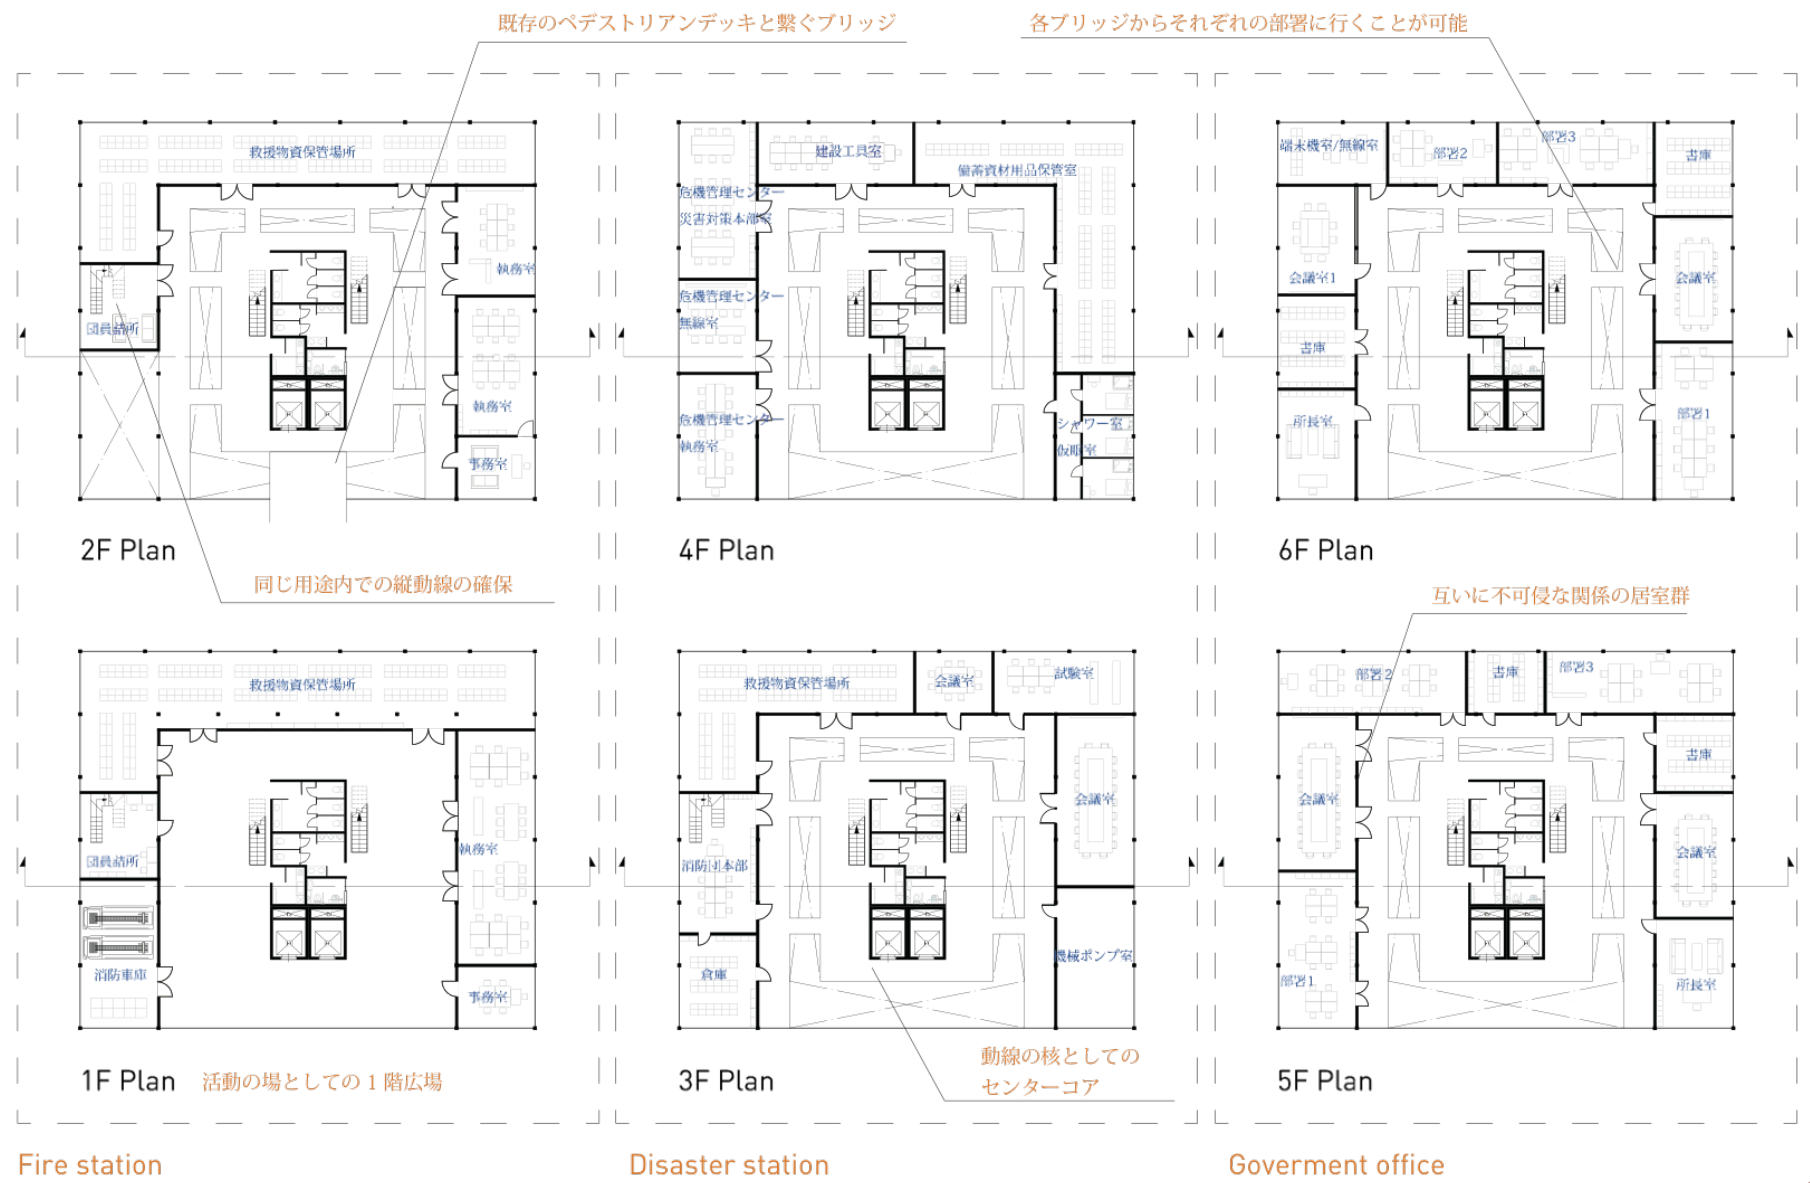 既存のペデストリアンデッキと繋ぐブリッジ
各ブリッジからそれぞれの部署に行くことが可能
救援物資保管場所
執務室
団員詰所
執務室
事務室
2F Plan
同じ用途内での縦動線の確保
建設工具室
備蓄資材用品保管室
危機管理センター
災害対策本部室
危機管理センター
無線室
危機管理センター
執務室
シャワー室
仮眠室
4F Plan
端末機室/無線室
部署2
部署3
書庫
会議室1
会議室
書庫
所長室
部署1
6F Plan
互いに不可侵な関係の居室群
救援物資保管場所
団員詰所
執務室
消防車庫
事務室
1F Plan
活動の場としての 1 階広場
救援物資保管場所
会議室
試験室
会議室
消防団本部
倉庫
機械ポンプ室
3F Plan
動線の核としての
センターコア
部署2
書庫
部署3
書庫
会議室
会議室
部署1
所長室
5F Plan
Fire station
Disaster station
Goverment office